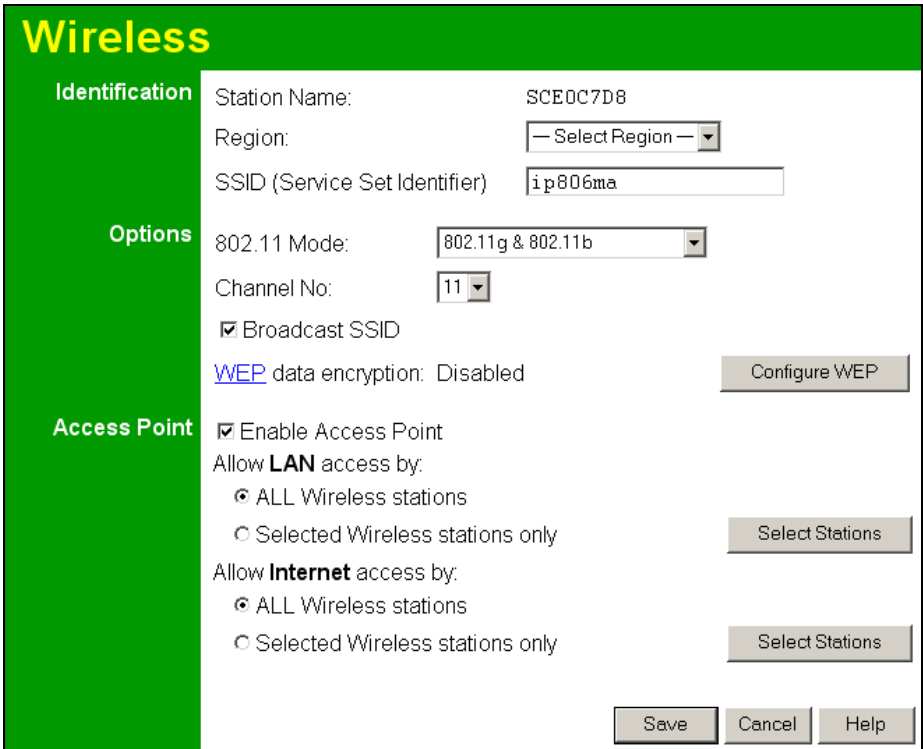 Wireless
Identification
Station Name: SCE0C7D8
Region: — Select Region —
SSID (Service Set Identifier) ip806ma
Options
802.11 Mode: 802.11g & 802.11b
Channel No: 11
Broadcast SSID
WEP data encryption: Disabled Configure WEP
Access Point
Enable Access Point
Allow LAN access by:
ALL Wireless stations
Selected Wireless stations only Select Stations
Allow Internet access by:
ALL Wireless stations
Selected Wireless stations only Select Stations
Save Cancel Help